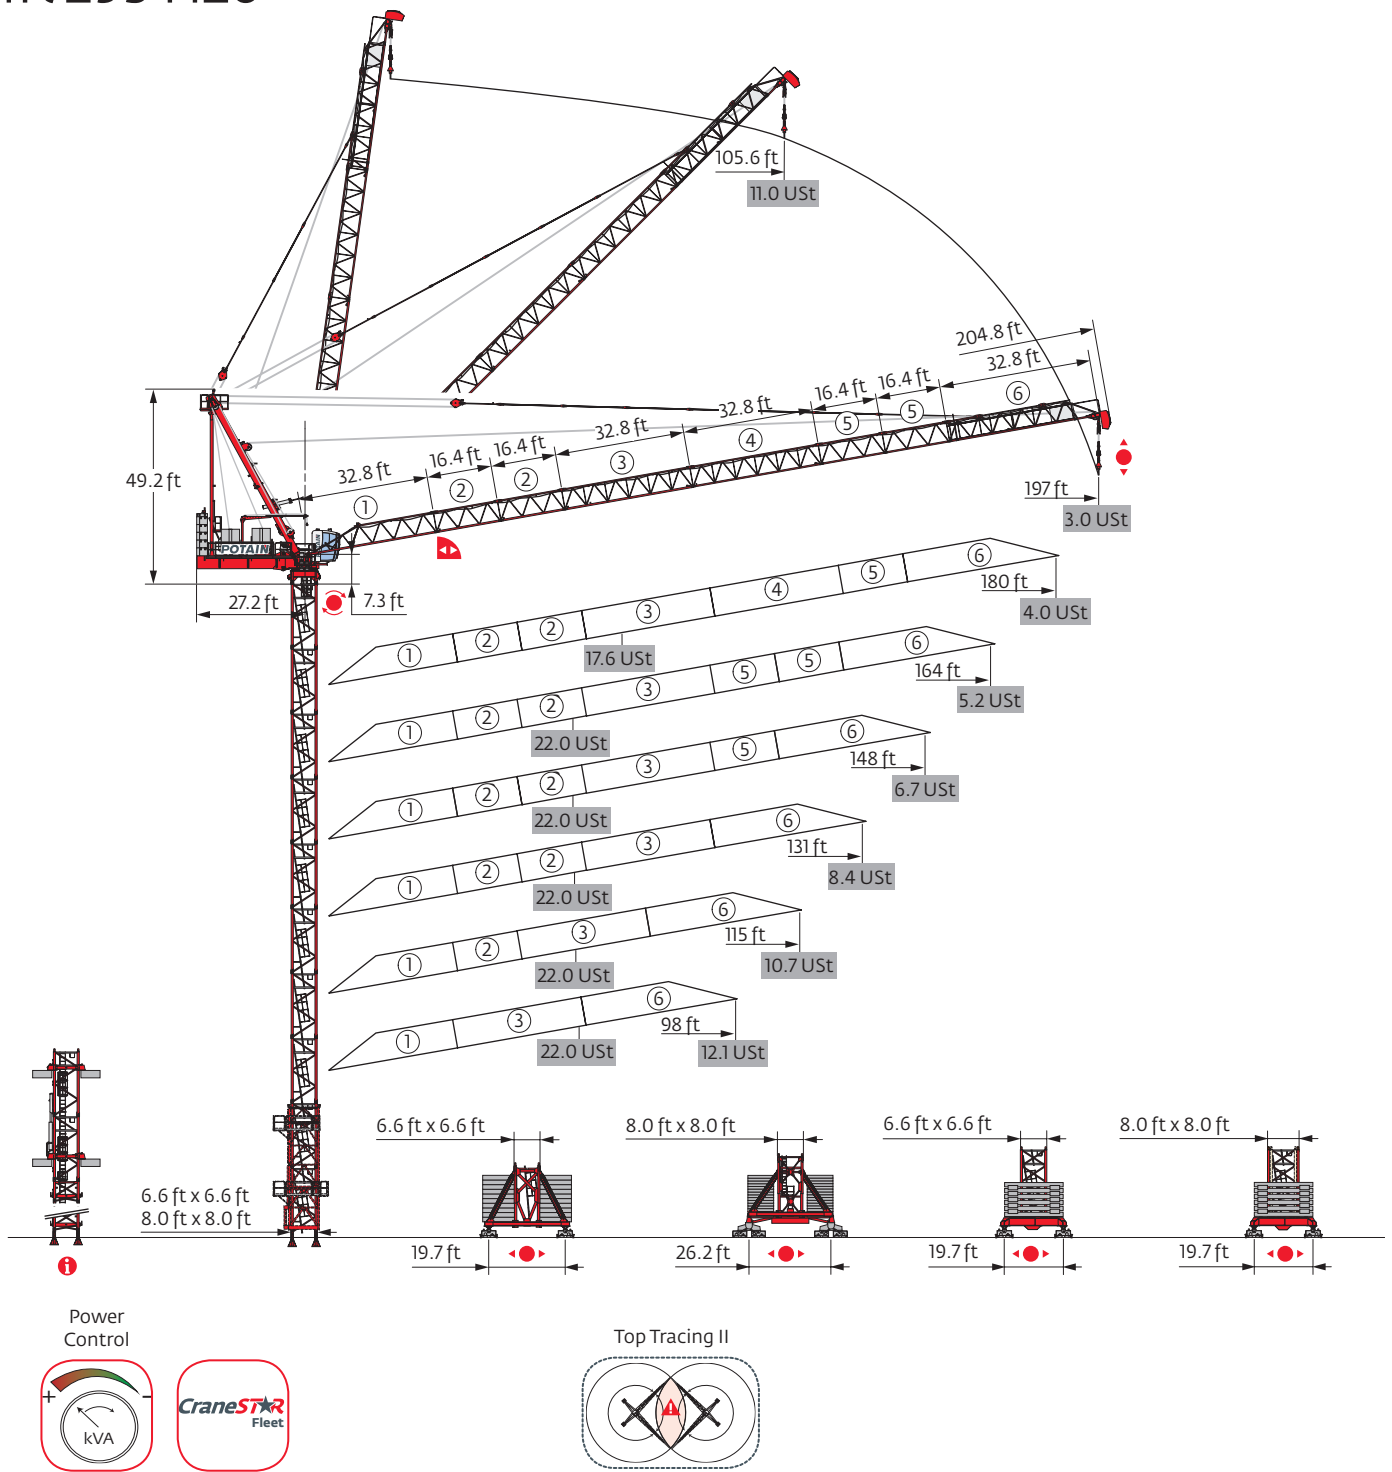 105.6 ft
11.0 USt
204.8 ft
32.8 ft
16.4 ft
16.4 ft
6
32.8 ft
5
5
32.8 ft
4
16.4 ft
3
16.4 ft
2
32.8 ft
2
1
49.2 ft
197 ft
3.0 USt
POTAIN
27.2 ft
7.3 ft
1
2
2
3
4
5
6
180 ft
4.0 USt
17.6 USt
1
2
2
3
5
5
6
164 ft
5.2 USt
22.0 USt
1
2
2
3
5
6
148 ft
6.7 USt
22.0 USt
1
2
2
3
6
131 ft
8.4 USt
22.0 USt
1
2
3
6
115 ft
10.7 USt
22.0 USt
1
3
6
98 ft
12.1 USt
22.0 USt
6.6 ft x 6.6 ft
8.0 ft x 8.0 ft
6.6 ft x 6.6 ft
8.0 ft x 8.0 ft
6.6 ft x 6.6 ft
8.0 ft x 8.0 ft
19.7 ft
26.2 ft
19.7 ft
19.7 ft
i
Power
Control
+ −
kVA
CraneSTAR
Fleet
Top Tracing II